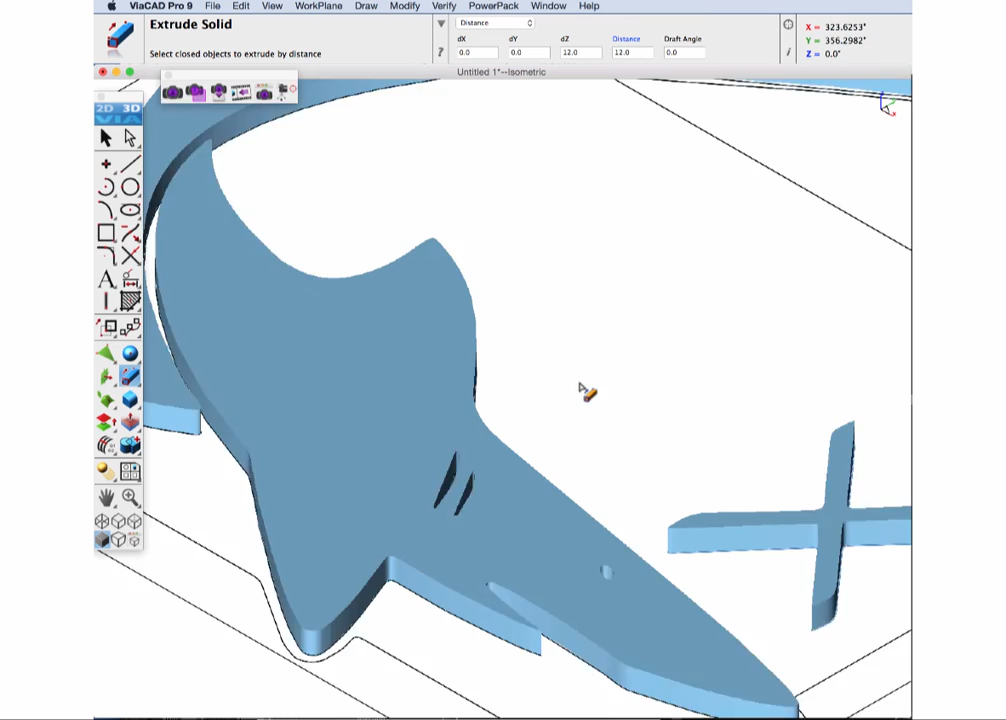 ViaCAD Pro 9 File Edit View WorkPlane Draw Modify Verify PowerPack Window Help
Extrude Solid
Select closed objects to extrude by distance
Distance
dX dY dZ Distance Draft Angle
0.0 0.0 12.0 12.0 0.0
X = 323.6253"
Y = 356.2982"
Z = 0.0"
Untitled 1*--Isometric
2D 3D
VIA
A